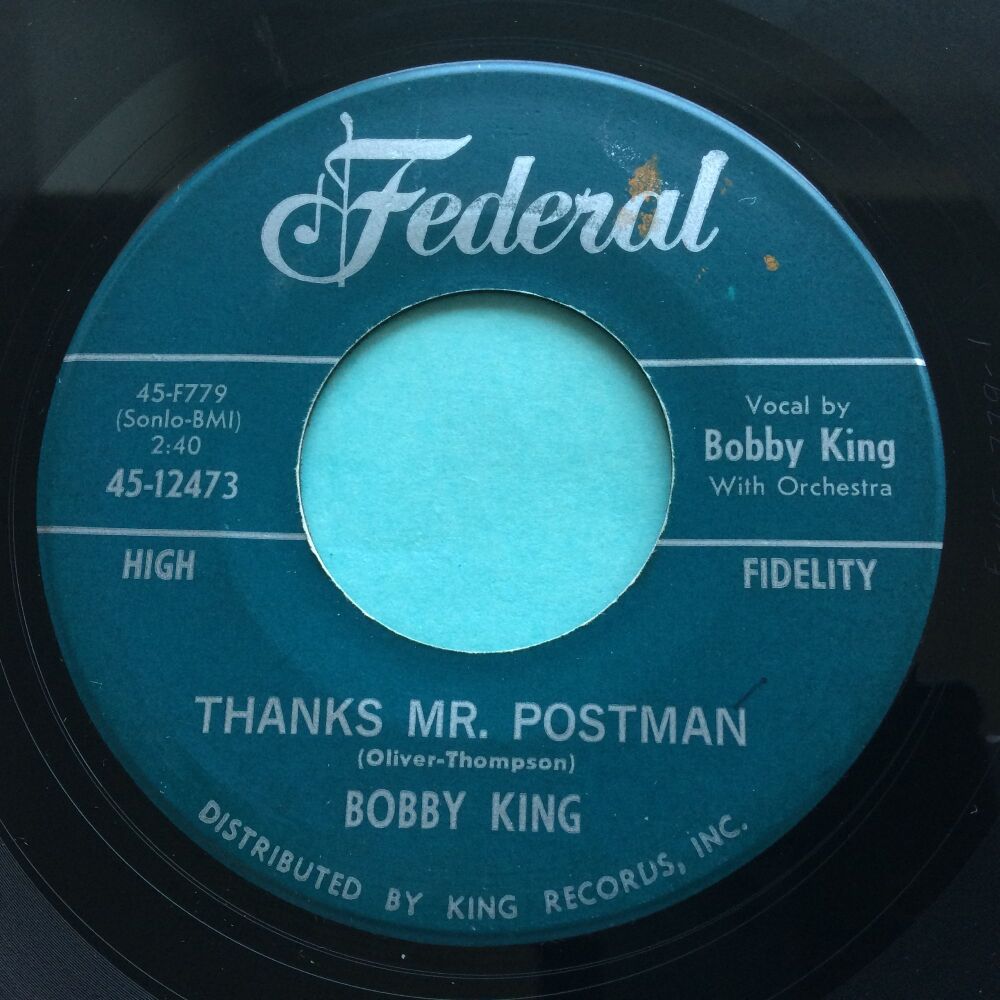 Federal
45-F779
(Sonlo-BMI)
2:40
45-12473
Vocal by
Bobby King
With Orchestra
HIGH FIDELITY
THANKS MR. POSTMAN
(Oliver-Thompson)
BOBBY KING
DISTRIBUTED BY KING RECORDS, INC.